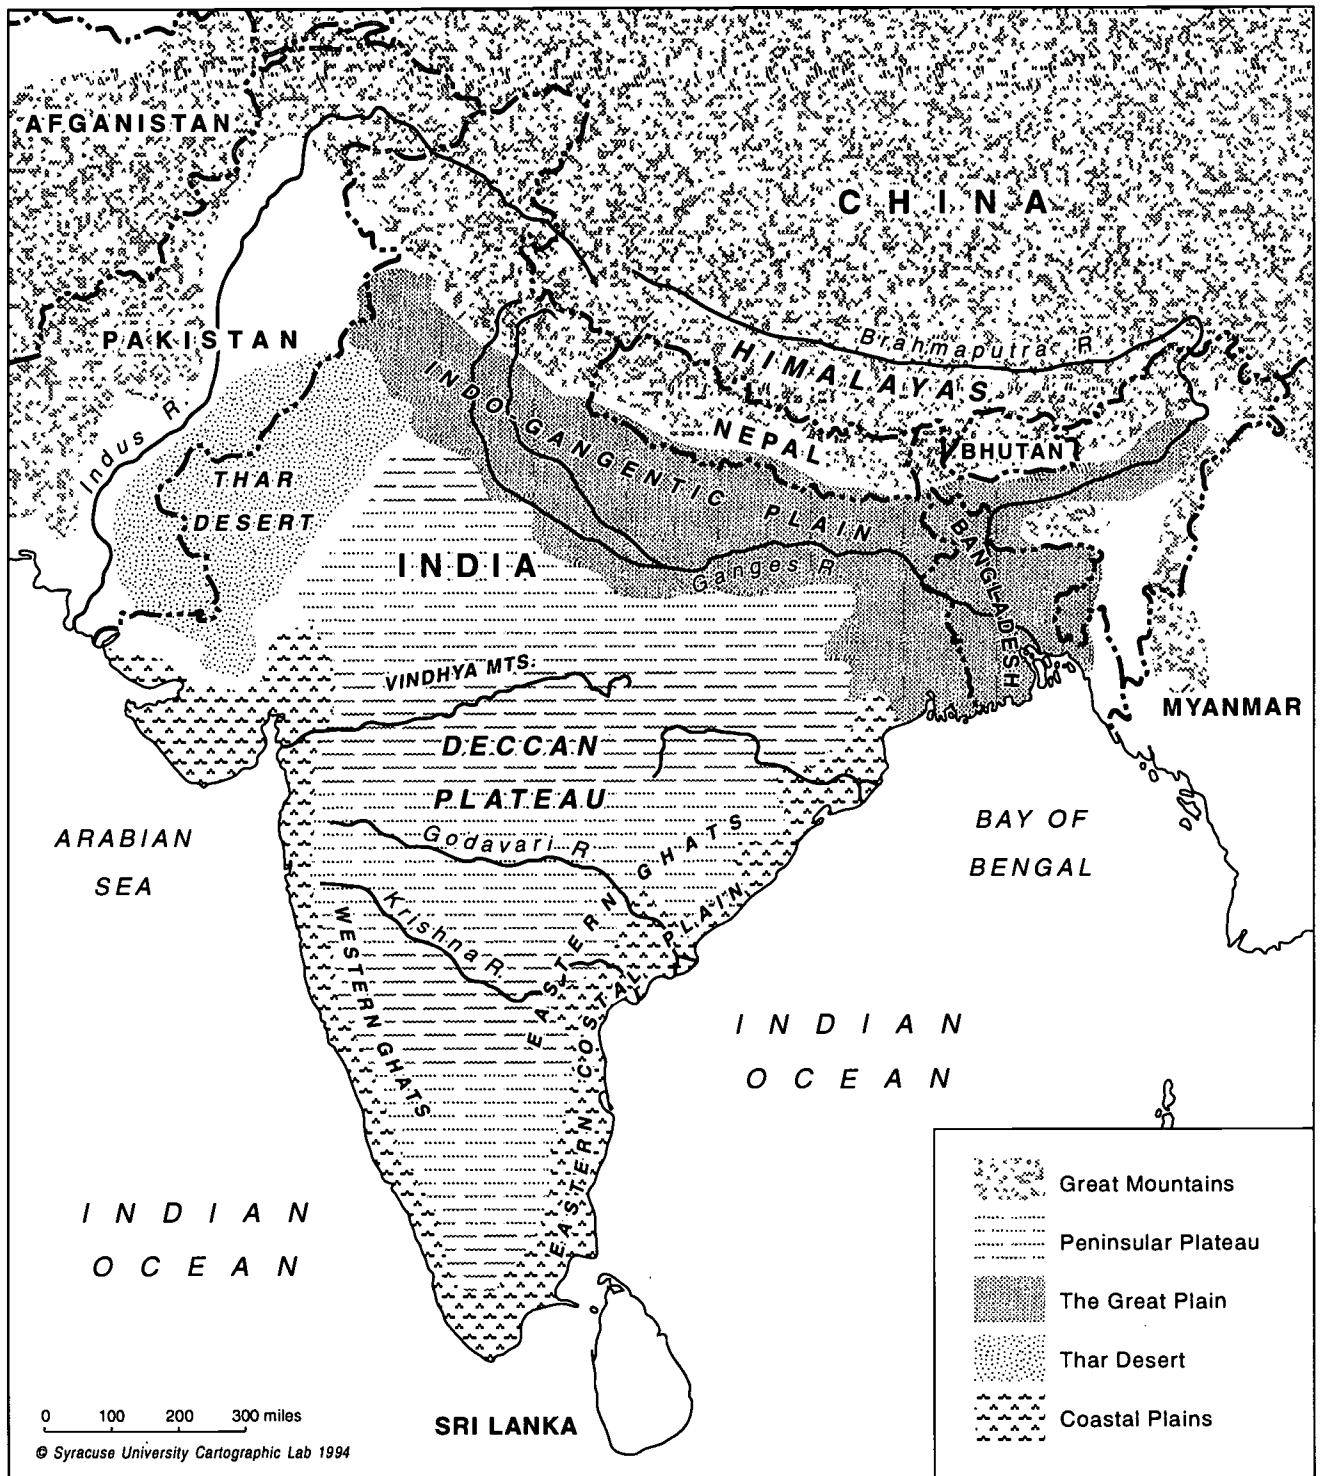 AFGANISTAN
CHINA
PAKISTAN
Brahmaputra R
HIMALAYAS
INDO GANGENTIC PLAIN
NEPAL
BHUTAN
Indus R.
THAR
DESERT
BANGLADESH
INDIA
Ganges R
VINDHYA MTS.
MYANMAR
DECCAN
PLATEAU
ARABIAN
SEA
Godavari R
EASTERN GHATS
BAY OF
BENGAL
Krishna R.
WESTERN GHATS
EASTERN COSTAL PLAIN
INDIAN
OCEAN
INDIAN
OCEAN
Great Mountains
Peninsular Plateau
The Great Plain
Thar Desert
Coastal Plains
0 100 200 300 miles
© Syracuse University Cartographic Lab 1994
SRI LANKA